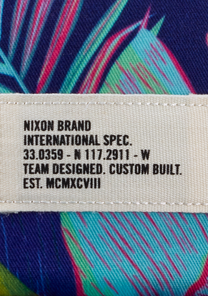 NIXON BRAND
INTERNATIONAL SPEC.
33.0359 - N 117.2911 - W
TEAM DESIGNED. CUSTOM BUILT.
EST. MCMXCVIII